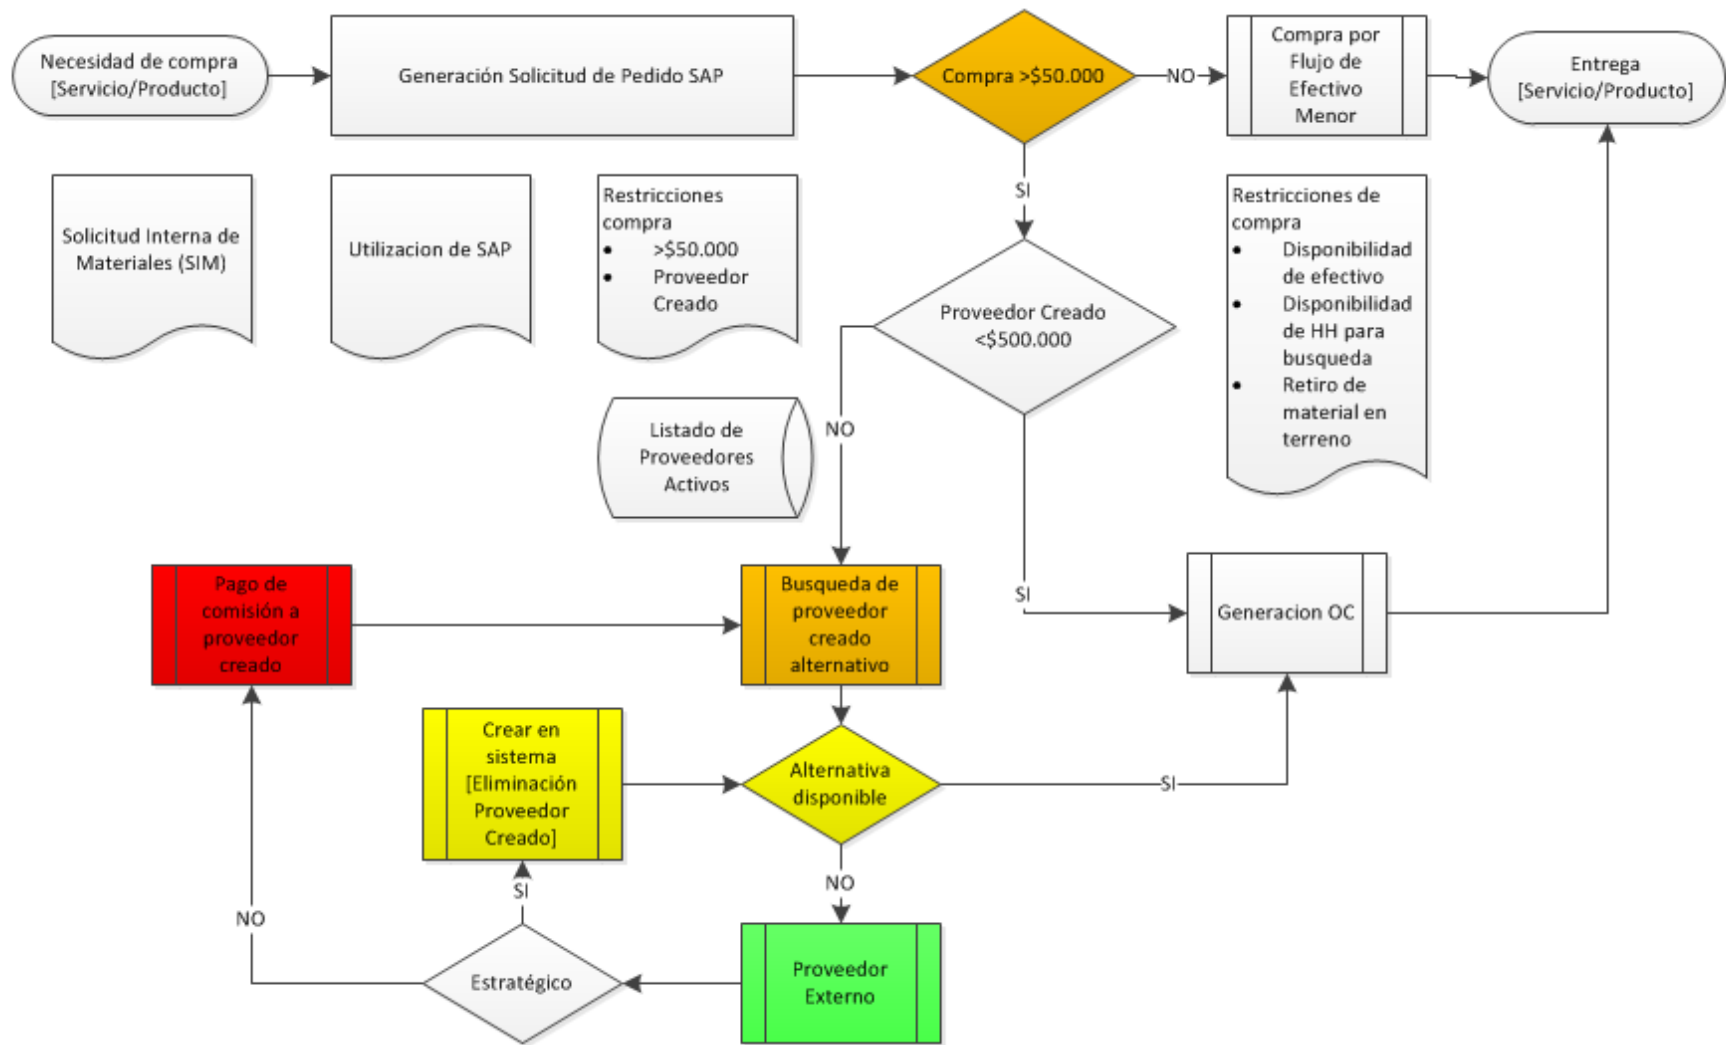 Necesidad de compra
[Servicio/Producto]
Generación Solicitud de Pedido SAP
Compra >$50.000
NO
Compra por
Flujo de
Efectivo
Menor
Entrega
[Servicio/Producto]
SI
Solicitud Interna de
Materiales (SIM)
Utilizacion de SAP
Restricciones
compra
• >$50.000
• Proveedor
Creado
Proveedor Creado
<$500.000
Restricciones de
compra
• Disponibilidad
de efectivo
• Disponibilidad
de HH para
busqueda
• Retiro de
material en
terreno
Listado de
Proveedores
Activos
NO
SI
Pago de
comisión a
proveedor
creado
Busqueda de
proveedor
creado
alternativo
Generacion OC
Crear en
sistema
[Eliminación
Proveedor
Creado]
Alternativa
disponible
SI
NO
SI
NO
Estratégico
Proveedor
Externo